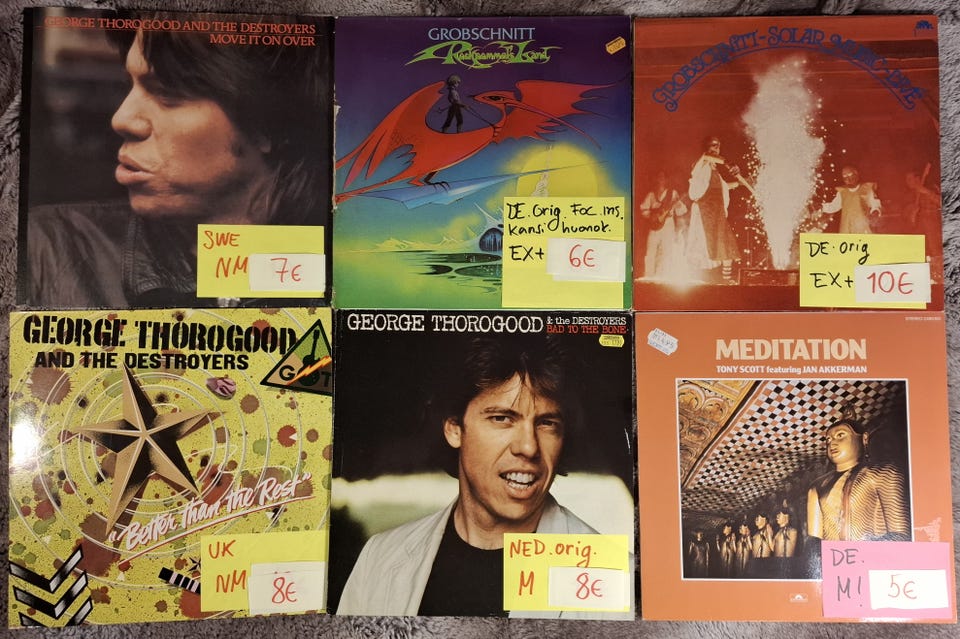 GEORGE THOROGOOD AND THE DESTROYERS
MOVE IT ON OVER
SWE
NM 7€
GROBSCHNITT
Rockpommel's Land
DE. Orig. Foc. ins.
kansi huonok.
EX+ 6€
GROBSCHNITT-SOLAR MUSIC-LIVE
DE. orig
EX+ 10€
GEORGE THOROGOOD
AND THE DESTROYERS
GT
"Better than the Rest"
UK
NM 8€
GEORGE THOROGOOD & the DESTROYERS
BAD TO THE BONE
NED. orig.
M 8€
MEDITATION
TONY SCOTT featuring JAN AKKERMAN
DE.
M! 5€